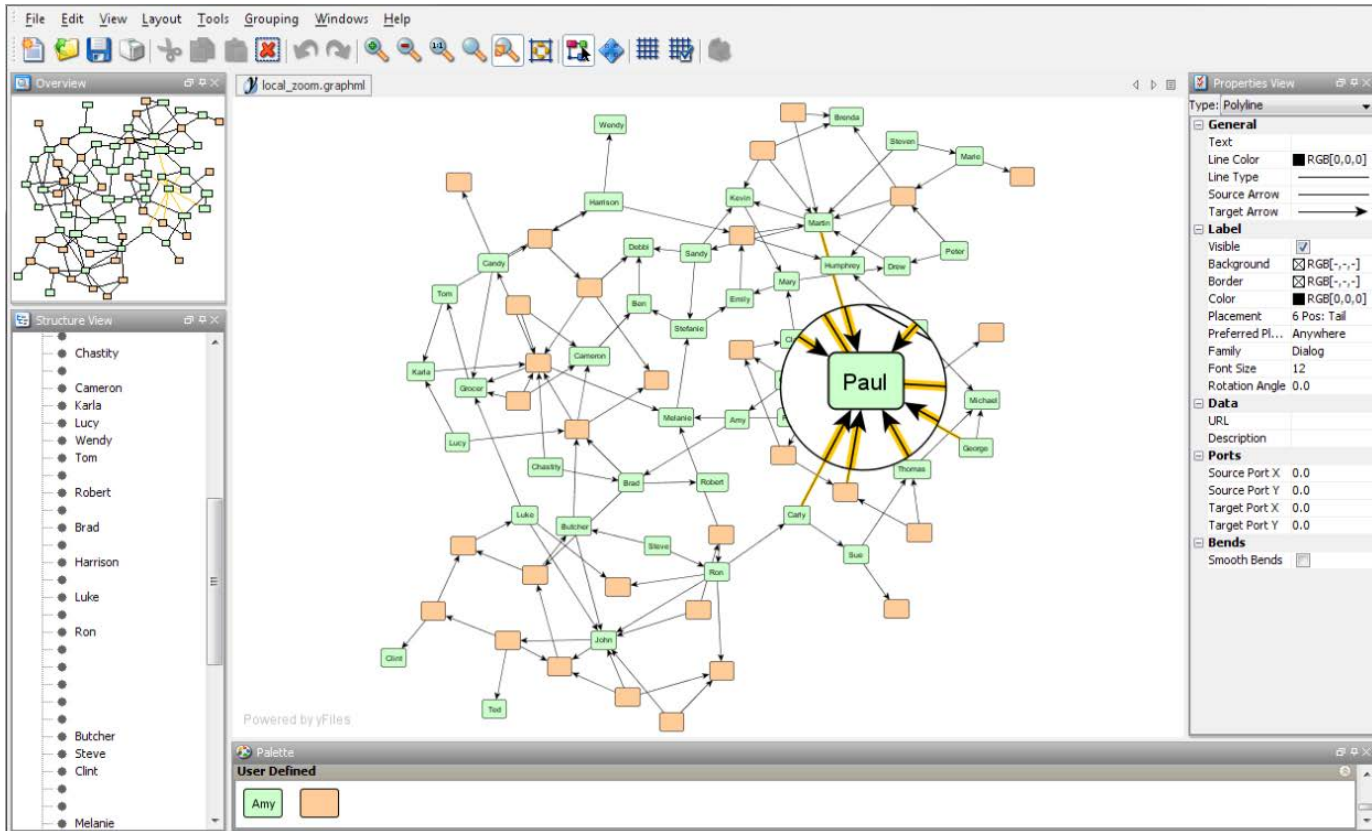 File Edit View Layout Tools Grouping Windows Help
1:1
Overview
local_zoom.graphml
Properties View
Type: Polyline
General
Text
Line Color RGB[0,0,0]
Line Type
Source Arrow
Target Arrow
Label
Visible
Background RGB[-,-,-]
Border RGB[-,-,-]
Color RGB[0,0,0]
Placement 6 Pos: Tail
Preferred Pl... Anywhere
Family Dialog
Font Size 12
Rotation Angle 0.0
Data
URL
Description
Ports
Source Port X 0.0
Source Port Y 0.0
Target Port X 0.0
Target Port Y 0.0
Bends
Smooth Bends
Structure View
Chastity
Cameron
Karla
Lucy
Wendy
Tom
Robert
Brad
Harrison
Luke
Ron
Butcher
Steve
Clint
Melanie
Wendy
Brenda
Steven
Marie
Harrison
Kevin
Martin
Debbi
Sandy
Peter
Candy
Humphrey
Drew
Mary
Tom
Ben
Emily
Stefanie
Cameron
Karla
Paul
Grocer
Michael
Melanie
Amy
Lucy
George
Chastity
Thomas
Brad
Robert
Luke
Carly
Butcher
Steve
Sue
Ron
John
Clint
Ted
Powered by yFiles
Palette
User Defined
Amy